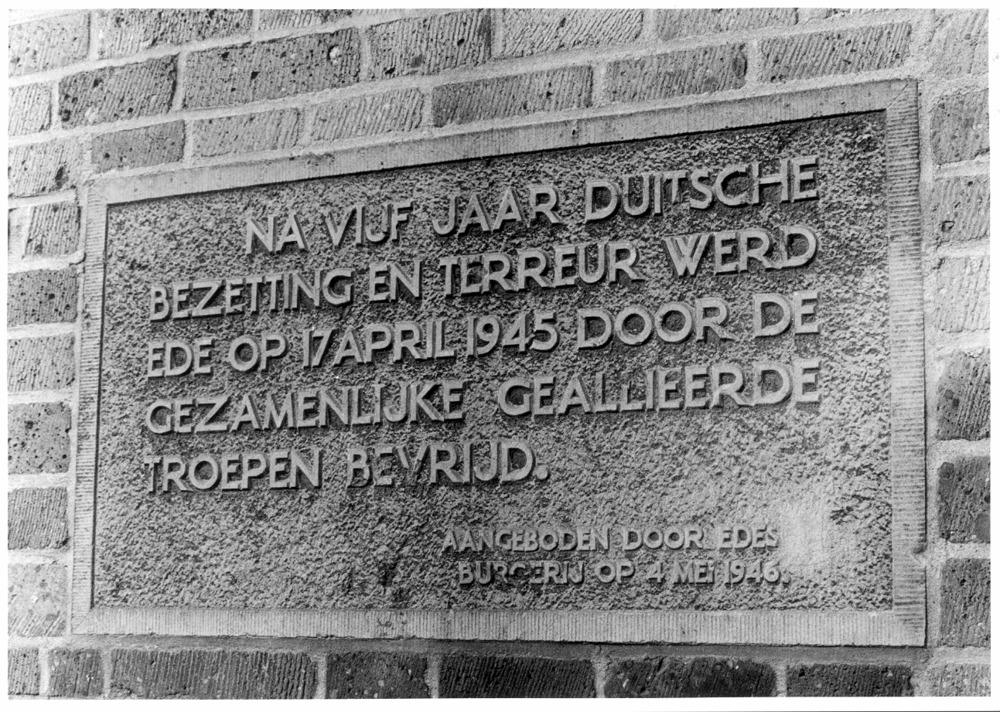 NA VIJF JAAR DUITSCHE
BEZETTING EN TERREUR WERD
EDE OP 17 APRIL 1945 DOOR DE
GEZAMENLIJKE GEALLIEERDE
TROEPEN BEVRIJD.
AANGEBODEN DOOR EDES
BURGERIJ OP 4 MEI 1946.